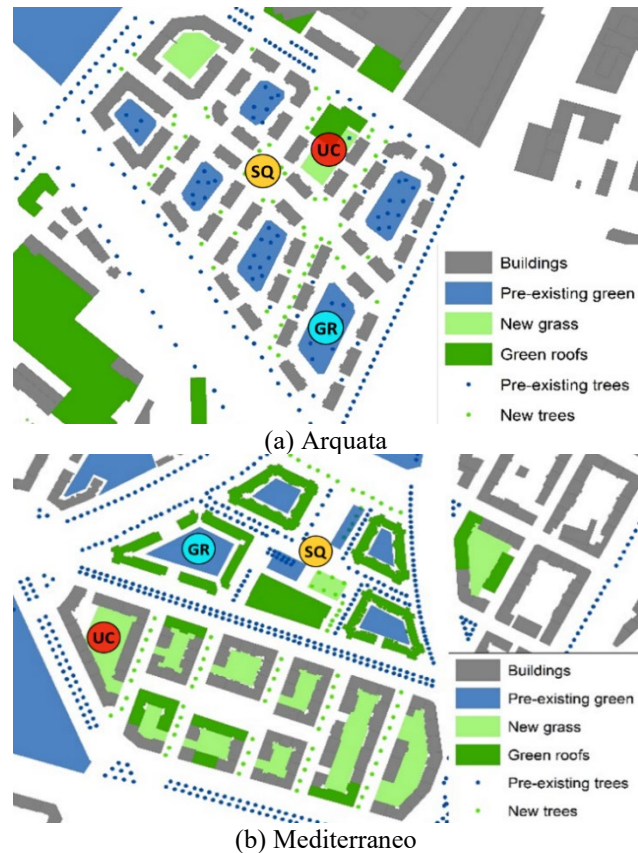 UC
SQ
GR
Buildings
Pre-existing green
New grass
Green roofs
Pre-existing trees
New trees
(a) Arquata
GR
SQ
UC
Buildings
Pre-existing green
New grass
Green roofs
Pre-existing trees
New trees
(b) Mediterraneo